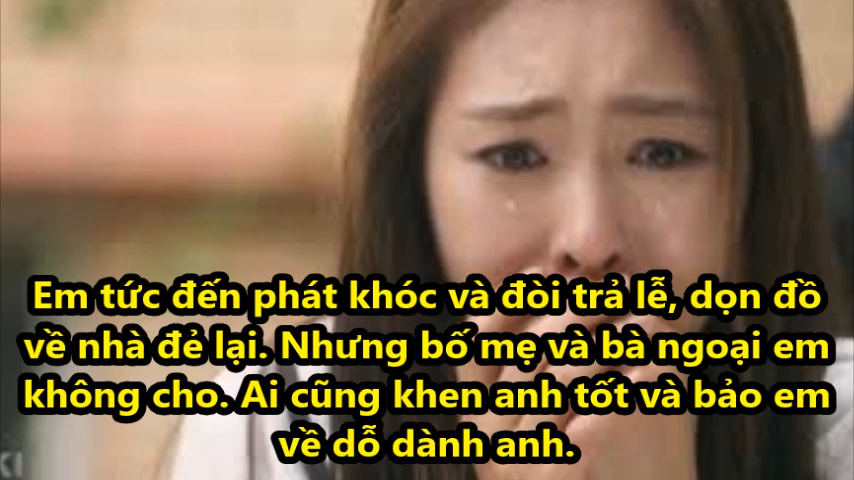 Em tức đến phát khóc và đòi trả lễ, dọn đồ
về nhà đẻ lại. Nhưng bố mẹ và bà ngoại em
không cho. Ai cũng khen anh tốt và bảo em
về dỗ dành anh.